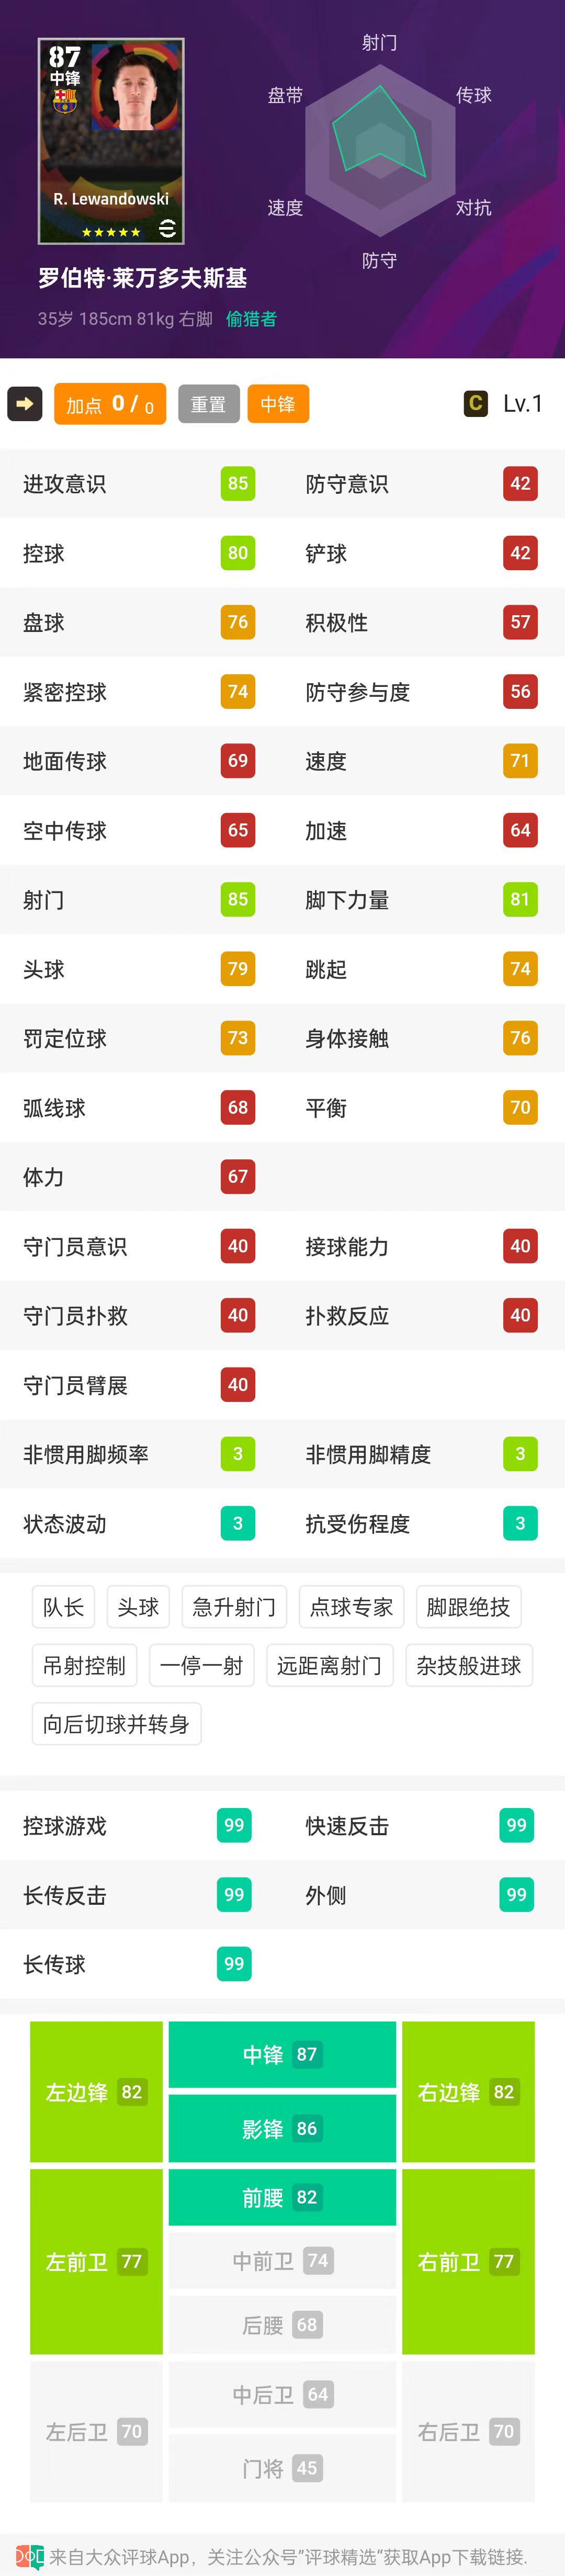 87
中锋
R. Lewandowski
射门
盘带
传球
速度
对抗
防守
罗伯特·莱万多夫斯基
35岁 185cm 81kg 右脚 偷猎者
加点 0 / 0 重置 中锋 C Lv.1
进攻意识 85 防守意识 42
控球 80 铲球 42
盘球 76 积极性 57
紧密控球 74 防守参与度 56
地面传球 69 速度 71
空中传球 65 加速 64
射门 85 脚下力量 81
头球 79 跳起 74
罚定位球 73 身体接触 76
弧线球 68 平衡 70
体力 67
守门员意识 40 接球能力 40
守门员扑救 40 扑救反应 40
守门员臂展 40
非惯用脚频率 3 非惯用脚精度 3
状态波动 3 抗受伤程度 3
队长 头球 急升射门 点球专家 脚跟绝技
吊射控制 一停一射 远距离射门 杂技般进球
向后切球并转身
控球游戏 99 快速反击 99
长传反击 99 外侧 99
长传球 99
中锋 87
左边锋 82 右边锋 82
影锋 86
前腰 82
左前卫 77 中前卫 74 右前卫 77
后腰 68
中后卫 64
左后卫 70 右后卫 70
门将 45
来自大众评球App，关注公众号”评球精选“获取App下载链接.